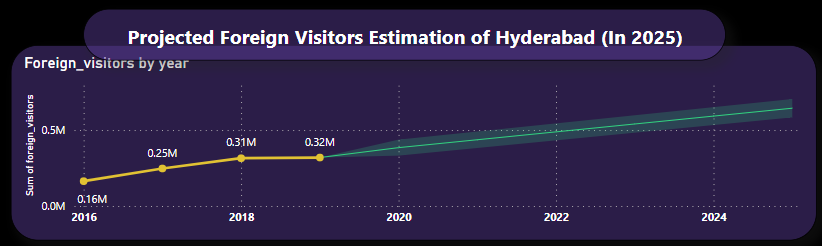 Projected Foreign Visitors Estimation of Hyderabad (In 2025)
Foreign_visitors by year
Sum of foreign_visitors
0.5M
0.0M
0.16M
0.25M
0.31M
0.32M
2016
2018
2020
2022
2024